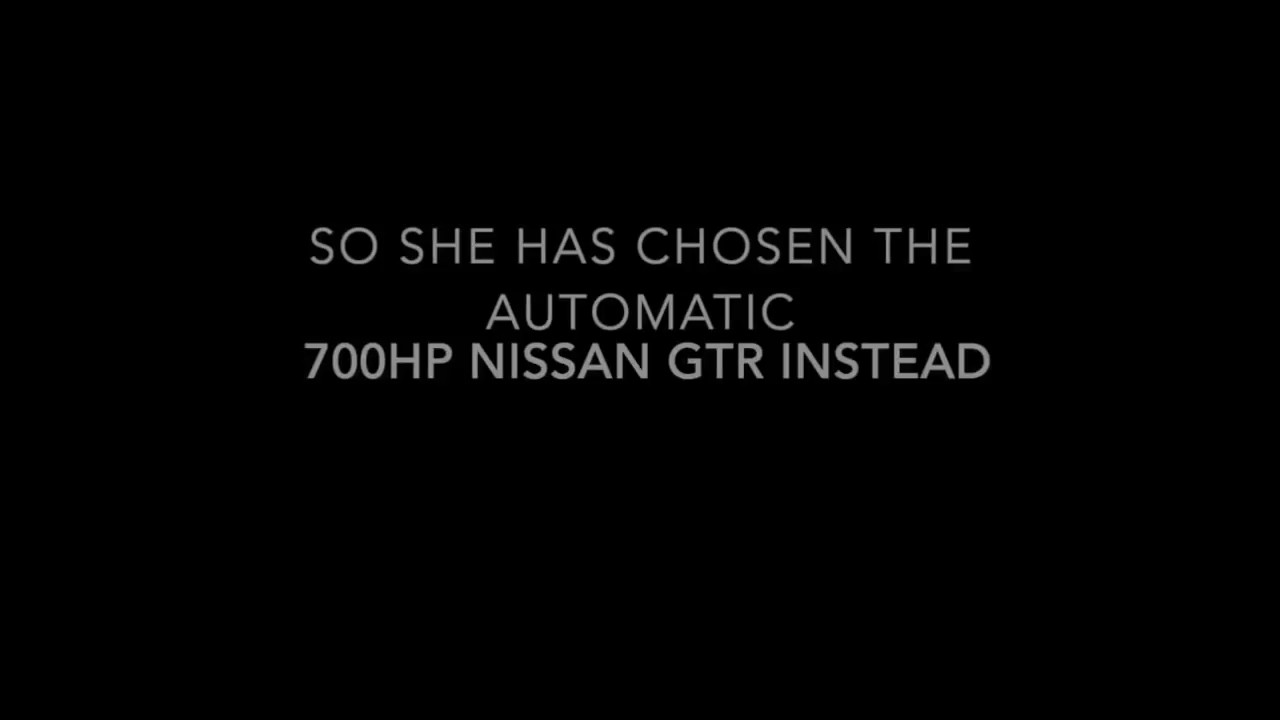 SO SHE HAS CHOSEN THE
AUTOMATIC
700HP NISSAN GTR INSTEAD